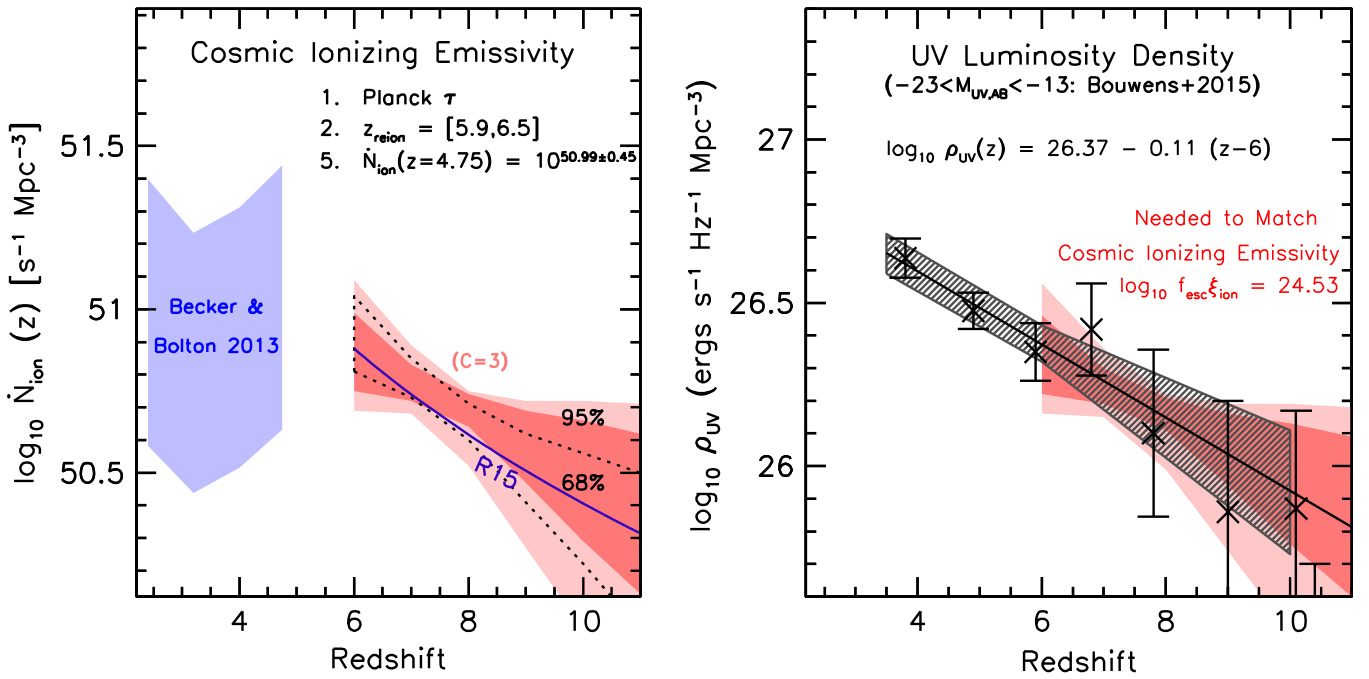 Cosmic Ionizing Emissivity
1. Planck τ
2. z_reion = [5.9,6.5]
5. Ṅ_ion(z=4.75) = 10^50.99±0.45
log₁₀ Ṅ_ion (z) [s⁻¹ Mpc⁻³]
51.5
51
50.5
Becker &
Bolton 2013
(C=3)
95%
68%
R15
4 6 8 10
Redshift
UV Luminosity Density
(−23<M_UV,AB<−13: Bouwens+2015)
log₁₀ ρ_UV(z) = 26.37 − 0.11 (z−6)
Needed to Match
Cosmic Ionizing Emissivity
log₁₀ f_esc ξ_ion = 24.53
log₁₀ ρ_UV (ergs s⁻¹ Hz⁻¹ Mpc⁻³)
27
26.5
26
4 6 8 10
Redshift